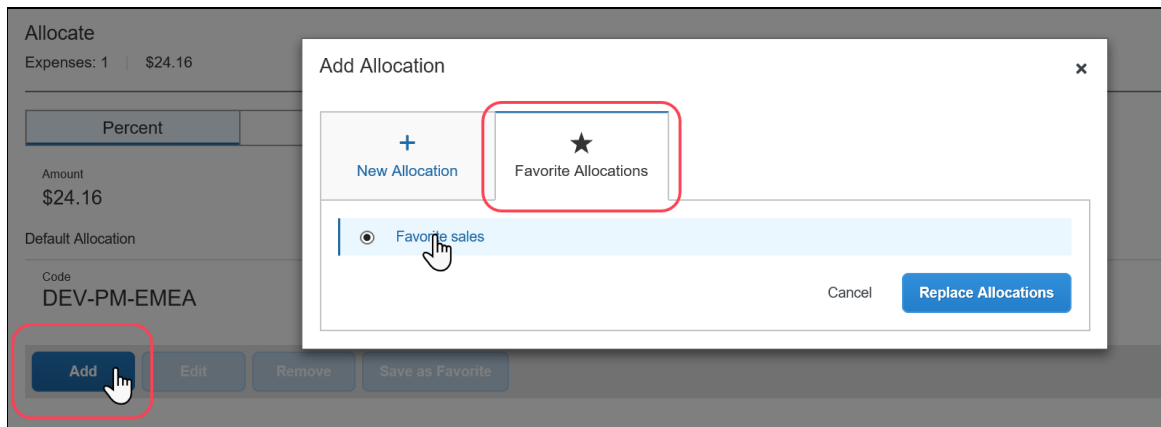 Allocate
Expenses: 1 | $24.16
Percent
Amount
$24.16
Default Allocation
Code
DEV-PM-EMEA
Add Edit Remove Save as Favorite
Add Allocation ×
+ ★
New Allocation Favorite Allocations
Favorite sales
Cancel Replace Allocations